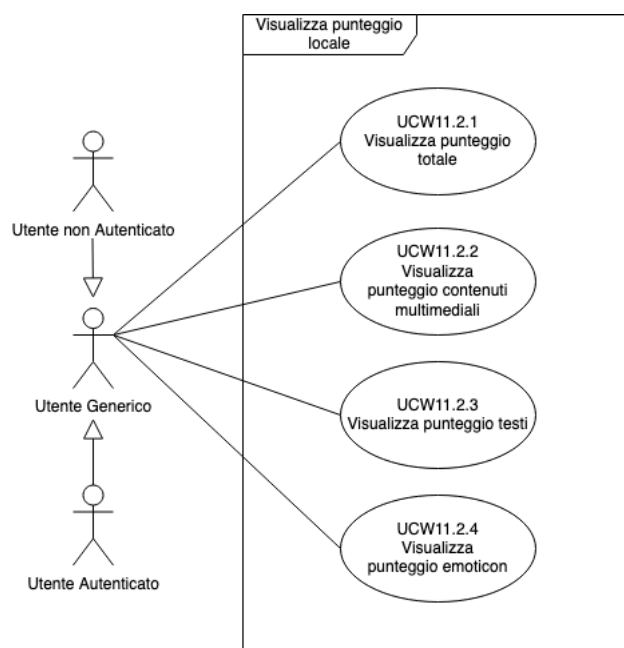 Visualizza punteggio
locale
UCW11.2.1
Visualizza punteggio
totale
Utente non Autenticato
UCW11.2.2
Visualizza
punteggio contenuti
multimediali
Utente Generico
UCW11.2.3
Visualizza punteggio testi
UCW11.2.4
Visualizza
punteggio emoticon
Utente Autenticato